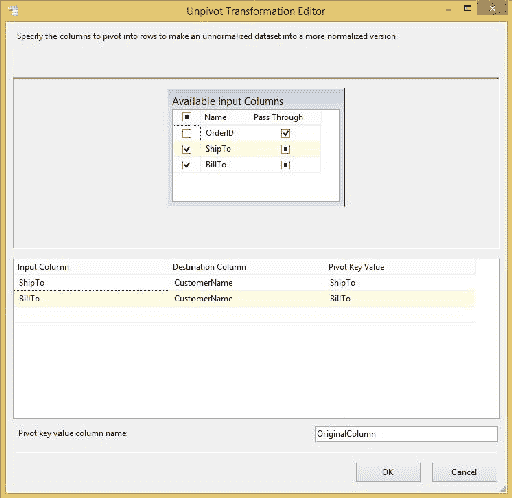 Unpivot Transformation Editor
Specify the columns to pivot into rows to make an unnormalized dataset into a more normalized version
Available Input Columns
Name Pass Through
OrderID
ShipTo
BillTo
Input Column Destination Column Pivot Key Value
ShipTo CustomerName ShipTo
BillTo CustomerName BillTo
Pivot key value column name: OriginalColumn
OK Cancel